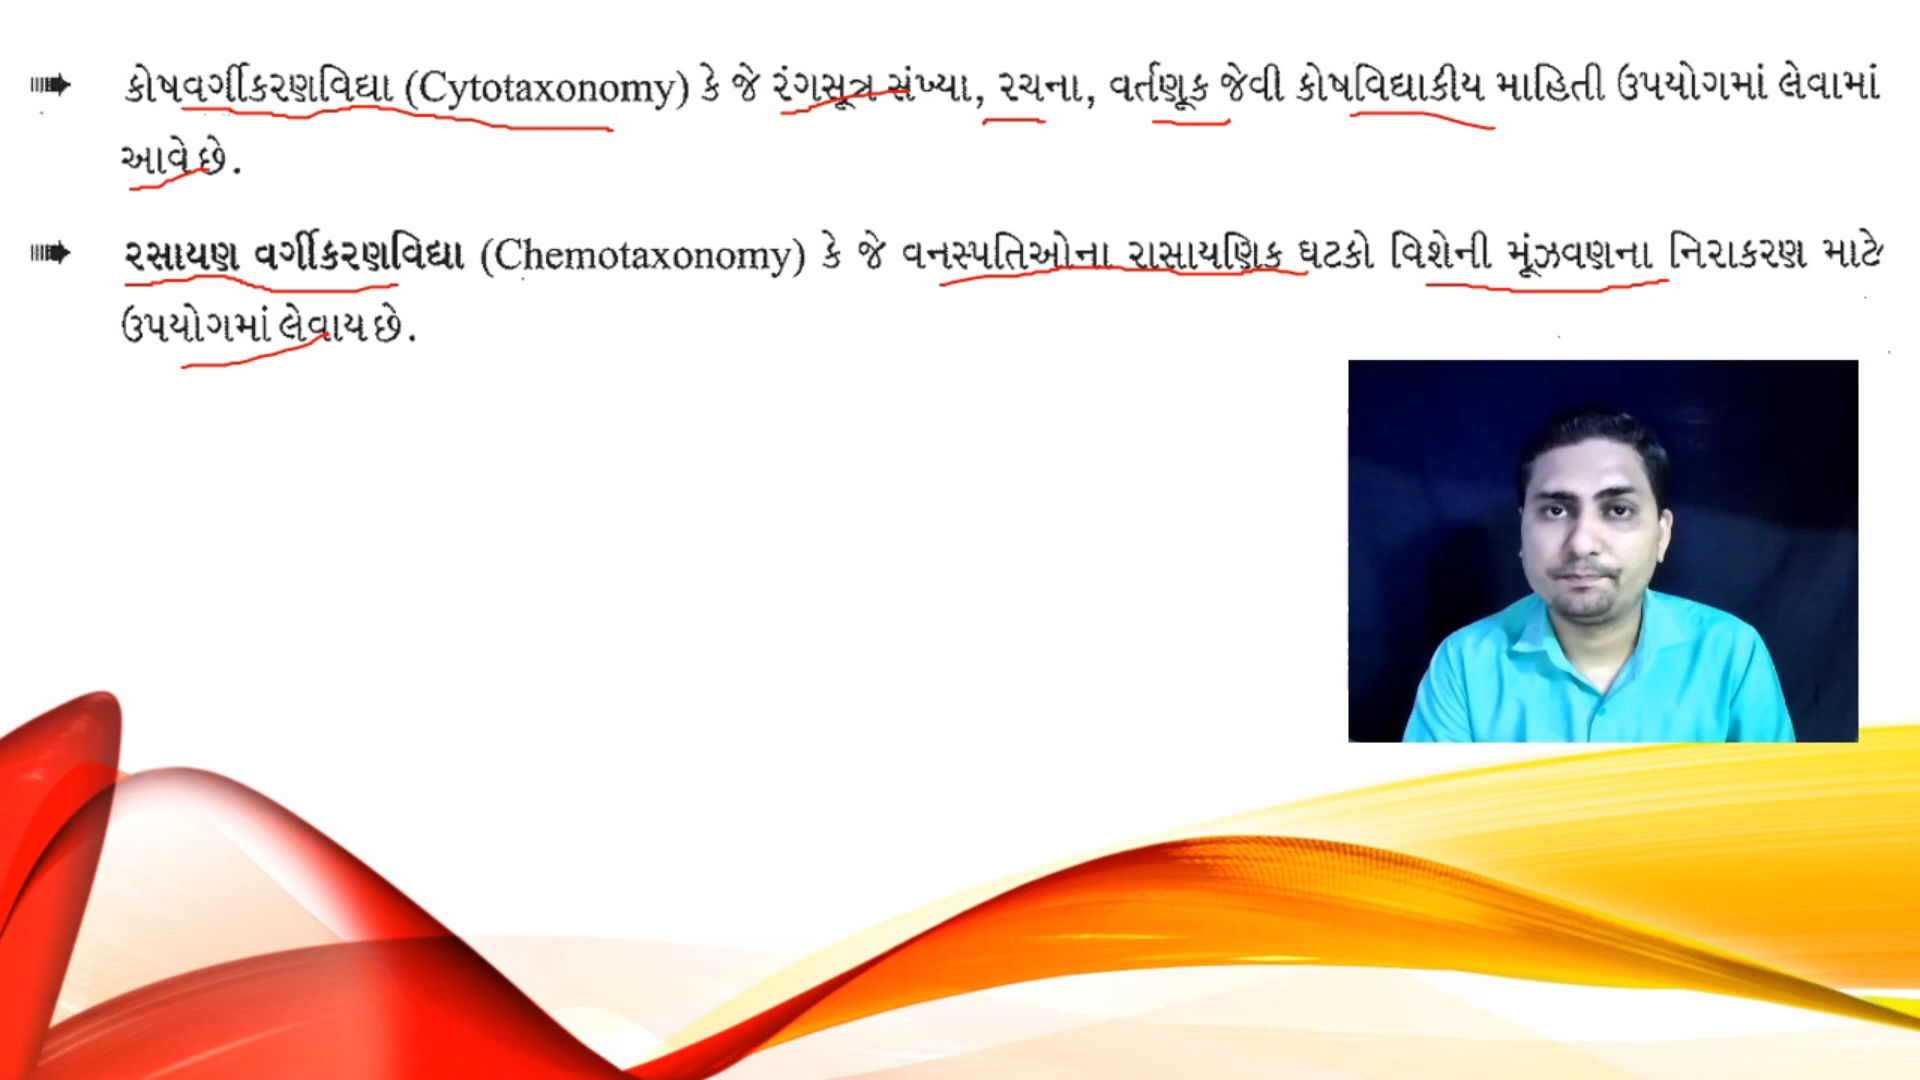 કોષવર્ગીકરણવિદ્યા (Cytotaxonomy) કે જે રંગસૂત્ર સંખ્યા, રચના, વર્તણૂક જેવી કોષવિદ્યાકીય માહિતી ઉપયોગમાં લેવામાં
આવે છે.
રસાયણ વર્ગીકરણવિદ્યા (Chemotaxonomy) કે જે વનસ્પતિઓના રાસાયણિક ઘટકો વિશેની મૂંઝવણના નિરાકરણ માટે
ઉપયોગમાં લેવાય છે.